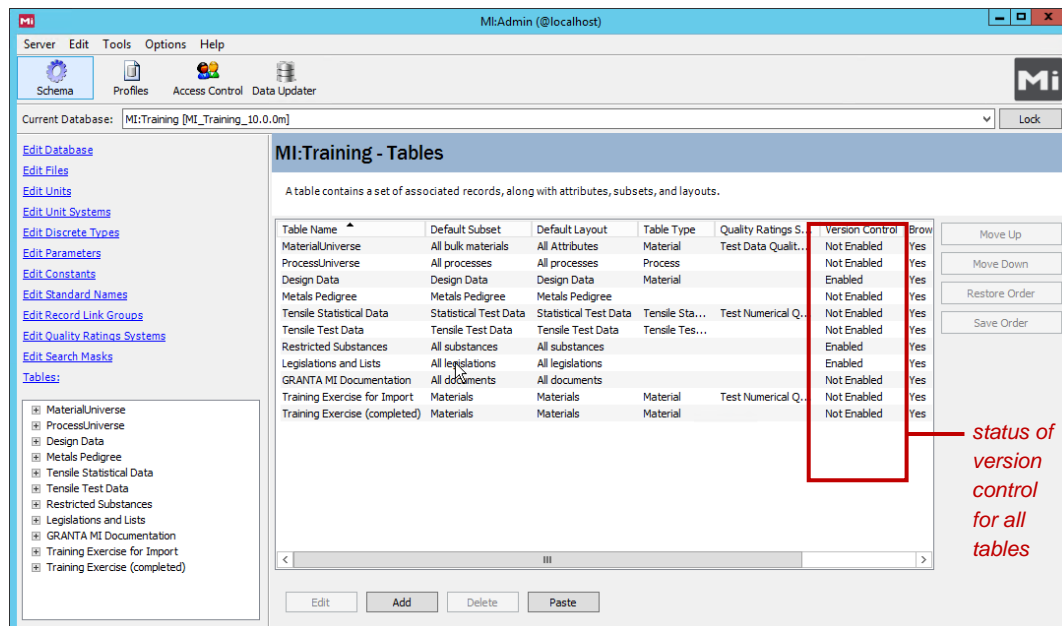 Mi
MI:Admin (@localhost)
Server Edit Tools Options Help
Schema Profiles Access Control Data Updater
Mi
Current Database: MI:Training [MI_Training_10.0.0m] Lock
Edit Database
Edit Files
Edit Units
Edit Unit Systems
Edit Discrete Types
Edit Parameters
Edit Constants
Edit Standard Names
Edit Record Link Groups
Edit Quality Ratings Systems
Edit Search Masks
Tables:
MaterialUniverse
ProcessUniverse
Design Data
Metals Pedigree
Tensile Statistical Data
Tensile Test Data
Restricted Substances
Legislations and Lists
GRANTA MI Documentation
Training Exercise for Import
Training Exercise (completed)
MI:Training - Tables
A table contains a set of associated records, along with attributes, subsets, and layouts.
Table Name Default Subset Default Layout Table Type Quality Ratings S... Version Control Brow
MaterialUniverse All bulk materials All Attributes Material Test Data Qualit... Not Enabled Yes
ProcessUniverse All processes All processes Process Not Enabled Yes
Design Data Design Data Design Data Material Enabled Yes
Metals Pedigree Metals Pedigree Metals Pedigree Not Enabled Yes
Tensile Statistical Data Statistical Test Data Statistical Test Data Tensile Sta... Test Numerical Q... Not Enabled Yes
Tensile Test Data Tensile Test Data Tensile Test Data Tensile Tes... Not Enabled Yes
Restricted Substances All substances All substances Enabled Yes
Legislations and Lists All legislations All legislations Enabled Yes
GRANTA MI Documentation All documents All documents Not Enabled Yes
Training Exercise for Import Materials Materials Material Test Numerical Q... Not Enabled Yes
Training Exercise (completed) Materials Materials Material Not Enabled Yes
Move Up
Move Down
Restore Order
Save Order
status of
version
control
for all
tables
Edit Add Delete Paste